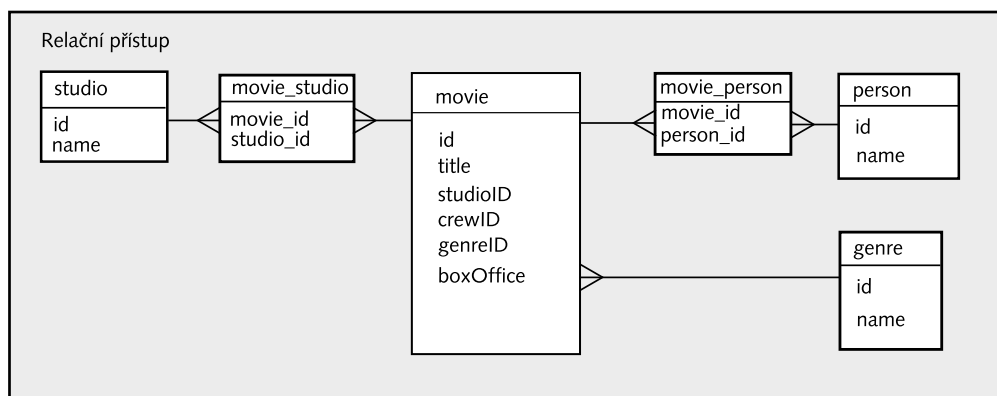 Relační přístup
studio
id
name
movie_studio
movie_id
studio_id
movie
id
title
studioID
crewID
genreID
boxOffice
movie_person
movie_id
person_id
person
id
name
genre
id
name